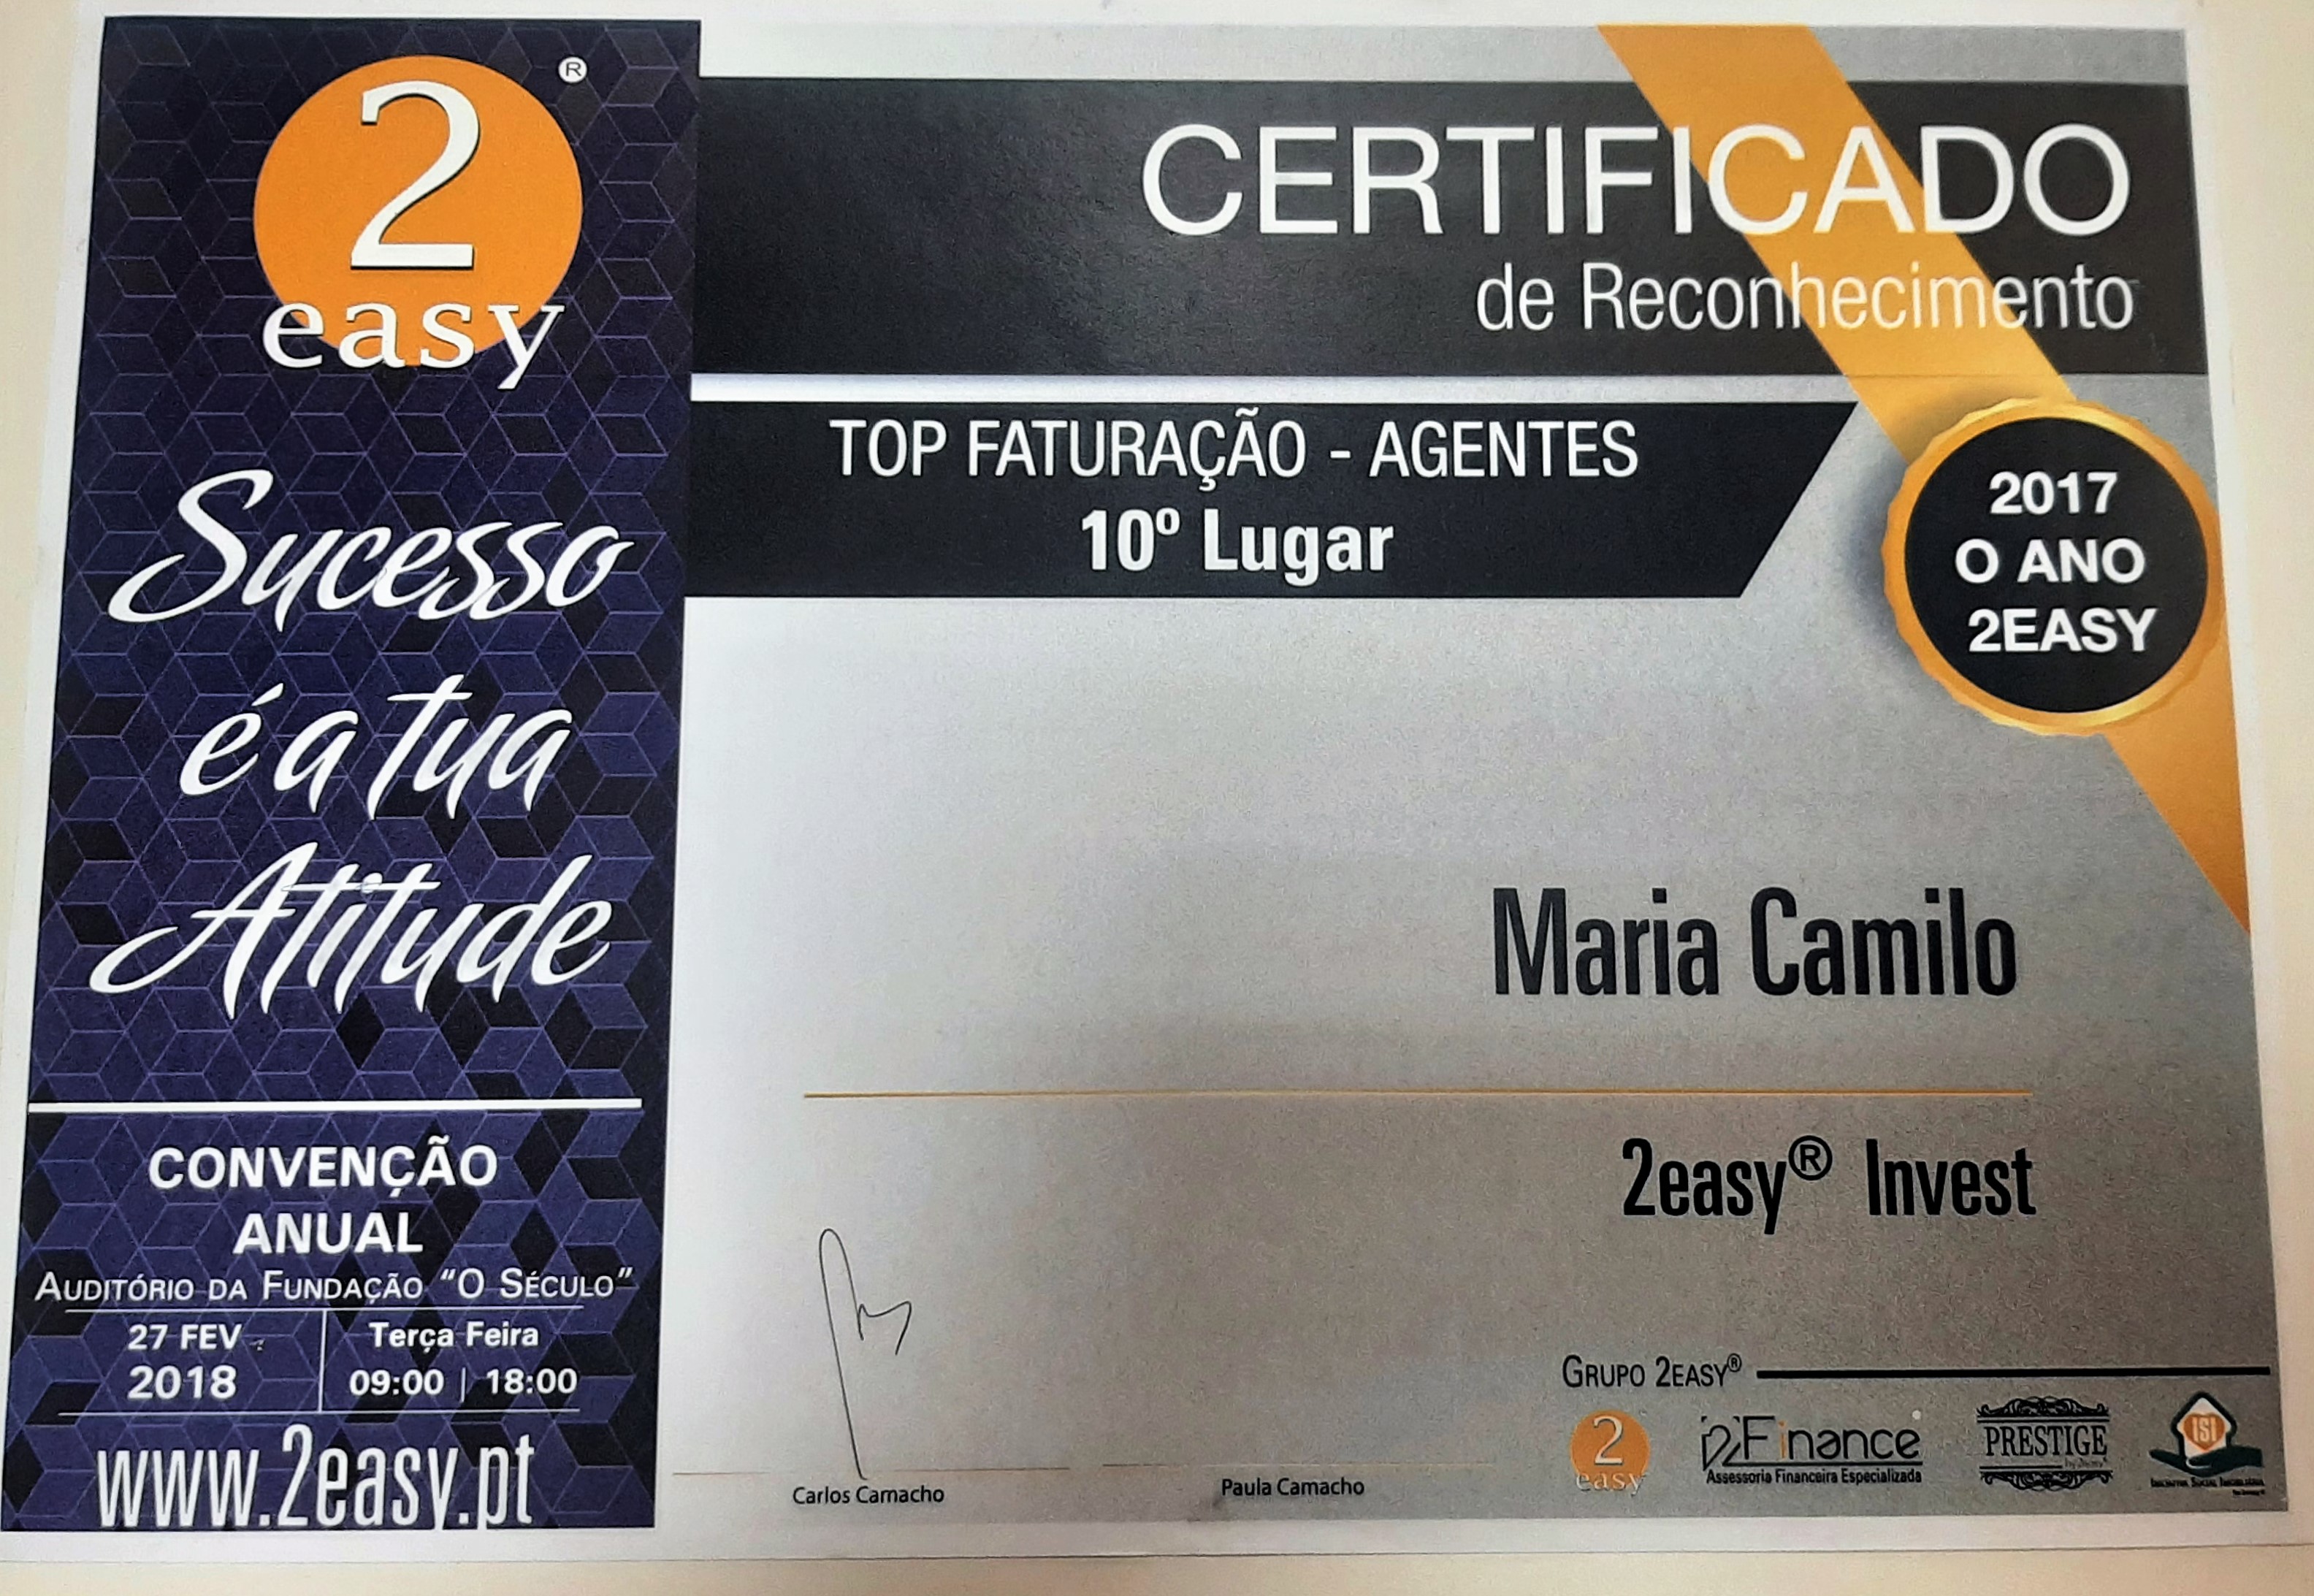 2
easy
®
Sucesso
é a tua
Atitude
CONVENÇÃO
ANUAL
AUDITÓRIO DA FUNDAÇÃO “O SÉCULO”
27 FEV
2018
Terça Feira
09:00 | 18:00
www.2easy.pt
CERTIFICADO
de Reconhecimento
TOP FATURAÇÃO - AGENTES
10º Lugar
2017
O ANO
2EASY
Maria Camilo
2easy® Invest
Carlos Camacho
Paula Camacho
GRUPO 2EASY®
2
easy
2Finance
Assessoria Financeira Especializada
PRESTIGE
ISI